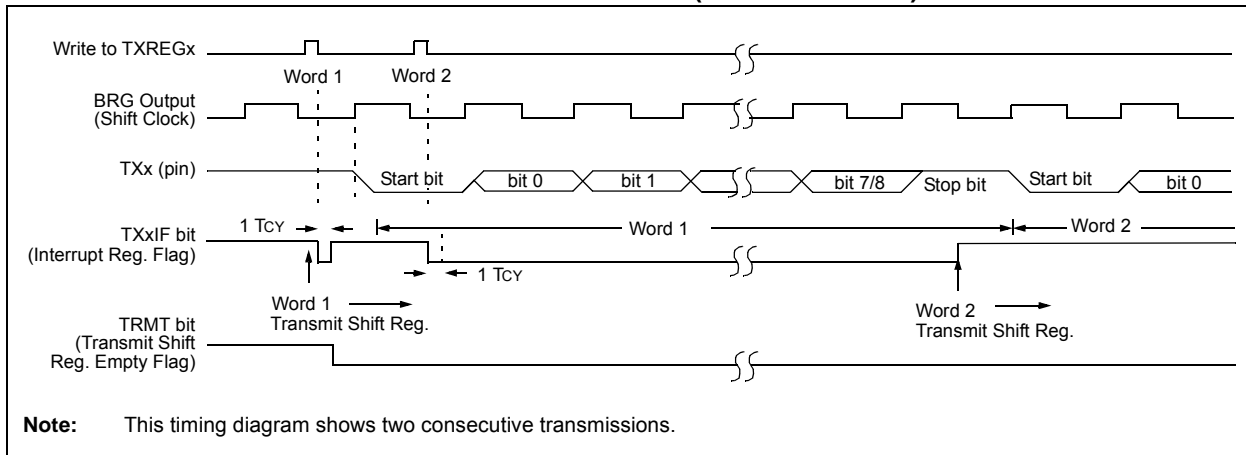 Write to TXREGx
Word 1
Word 2
BRG Output
(Shift Clock)
TXx (pin)
Start bit
bit 0
bit 1
bit 7/8
Stop bit
Start bit
bit 0
1 TCY
Word 1
Word 2
TXxIF bit
(Interrupt Reg. Flag)
1 TCY
Word 1
Transmit Shift Reg.
Word 2
Transmit Shift Reg.
TRMT bit
(Transmit Shift
Reg. Empty Flag)
Note: This timing diagram shows two consecutive transmissions.